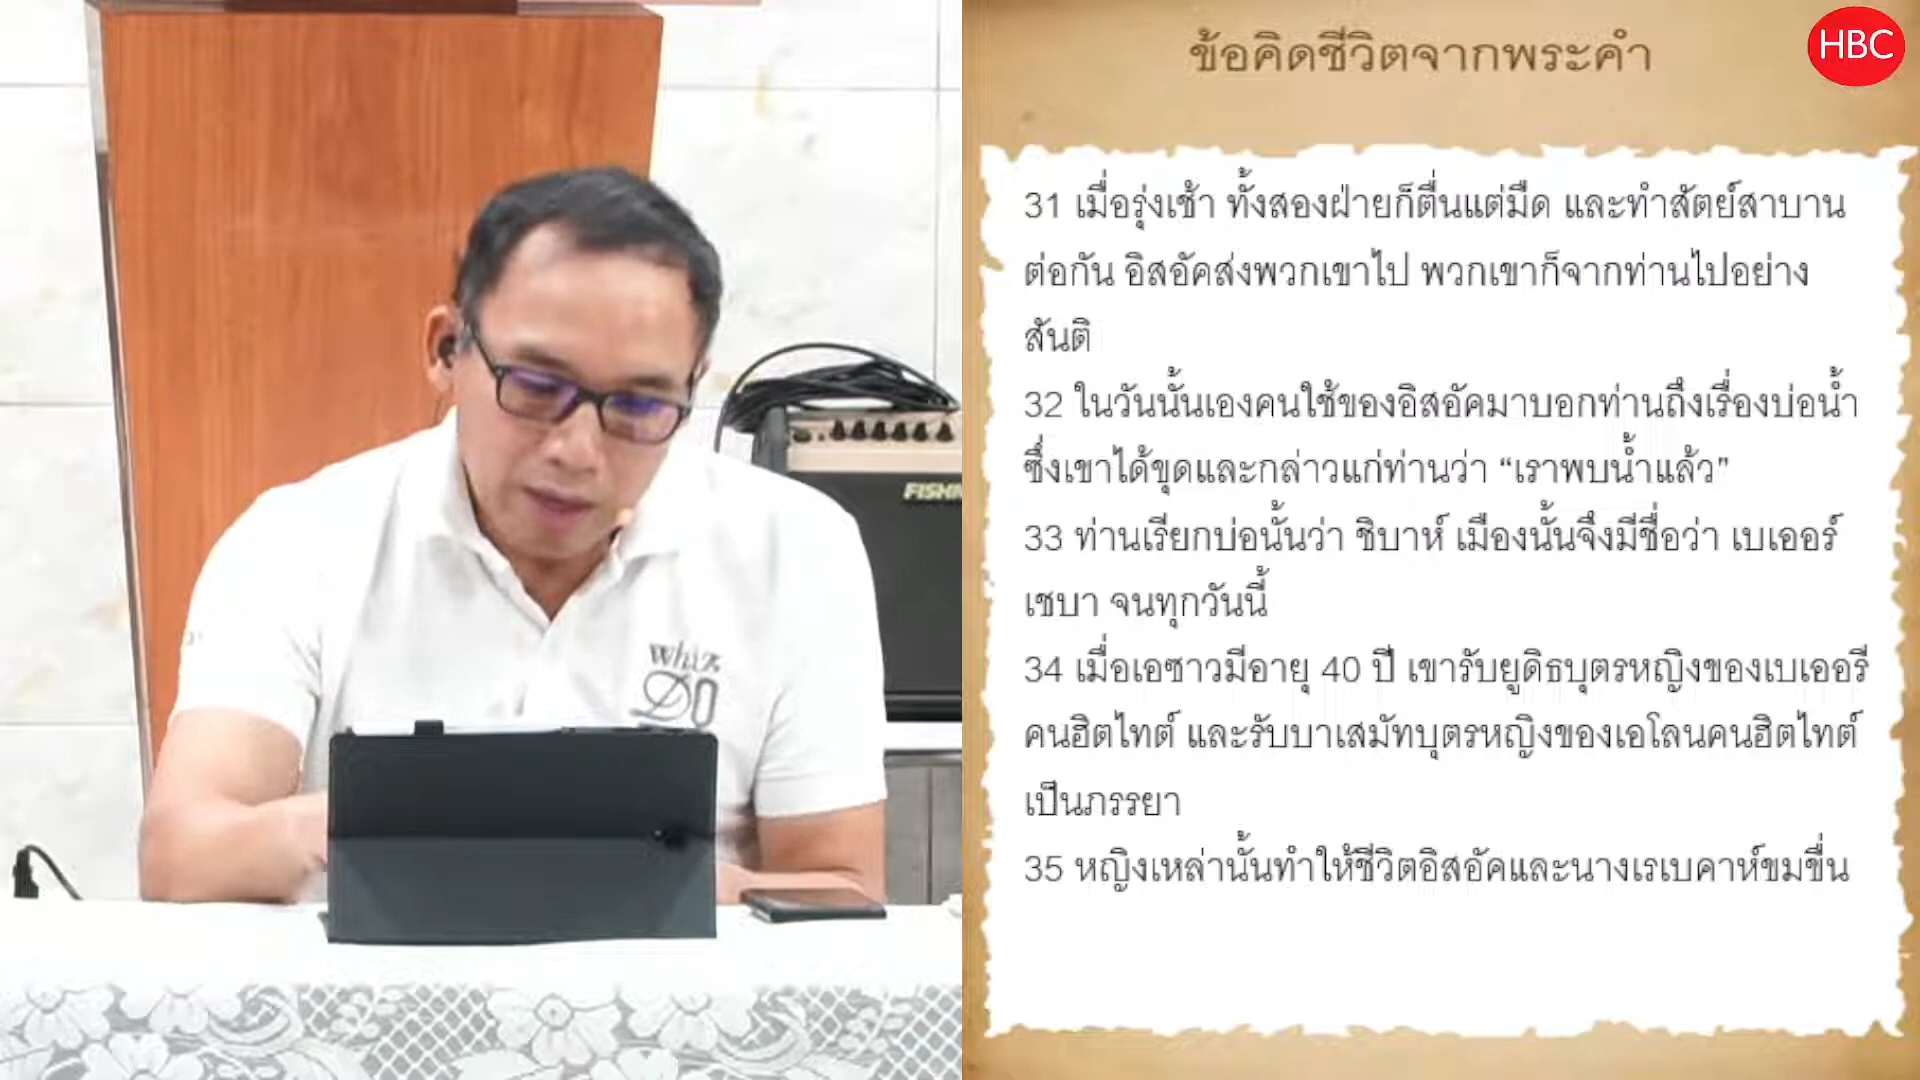 whiz
DO
FISHM
ข้อคิดชีวิตจากพระคำ
HBC
31 เมื่อรุ่งเช้า ทั้งสองฝ่ายก็ตื่นแต่มืด และทำสัตย์สาบาน
ต่อกัน อิสอัคส่งพวกเขาไป พวกเขาก็จากท่านไปอย่าง
สันติ
32 ในวันนั้นเองคนใช้ของอิสอัคมาบอกท่านถึงเรื่องบ่อน้ำ
ซึ่งเขาได้ขุดและกล่าวแก่ท่านว่า “เราพบน้ำแล้ว”
33 ท่านเรียกบ่อนั้นว่า ชิบาห์ เมืองนั้นจึงมีชื่อว่า เบเออร์
เชบา จนทุกวันนี้
34 เมื่อเอซาวมีอายุ 40 ปี เขารับยูดิธบุตรหญิงของเบเออรี
คนฮิตไทต์ และรับบาเสมัทบุตรหญิงของเอโลนคนฮิตไทต์
เป็นภรรยา
35 หญิงเหล่านั้นทำให้ชีวิตอิสอัคและนางเรเบคาห์ขมขื่น